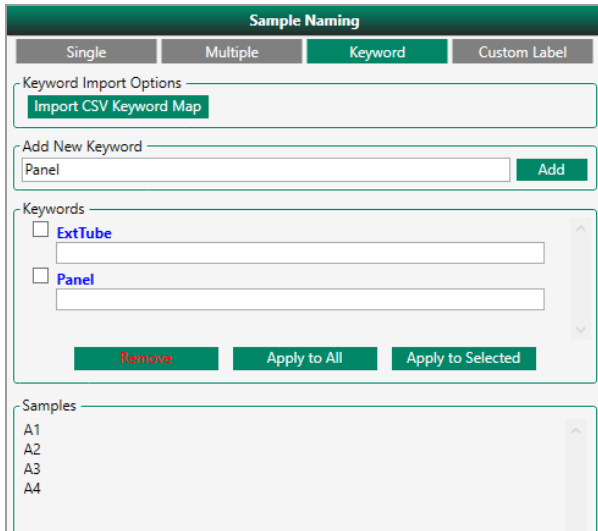 Sample Naming
Single Multiple Keyword Custom Label
Keyword Import Options
Import CSV Keyword Map
Add New Keyword
Panel Add
Keywords
ExtTube
Panel
Remove Apply to All Apply to Selected
Samples
A1
A2
A3
A4